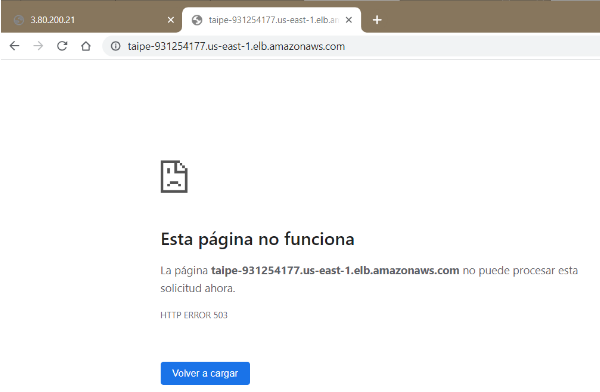 3.80.200.21
taipe-931254177.us-east-1.elb.am
taipe-931254177.us-east-1.elb.amazonaws.com
Esta página no funciona
La página taipe-931254177.us-east-1.elb.amazonaws.com no puede procesar esta
solicitud ahora.
HTTP ERROR 503
Volver a cargar